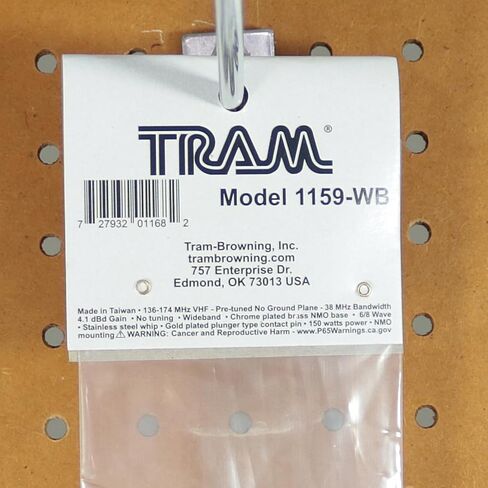 TRAM®
Model 1159-WB
7 27932 01168 2
Tram-Browning, Inc.
trambrowning.com
757 Enterprise Dr.
Edmond, OK 73013 USA
Made in Taiwan • 136-174 MHz VHF - Pre-tuned No Ground Plane - 38 MHz Bandwidth
4.1 dBd Gain • No tuning • Wideband • Chrome plated brass NMO base • 6/8 Wave
• Stainless steel whip • Gold plated plunger type contact pin • 150 watts power • NMO
mounting ⚠ WARNING: Cancer and Reproductive Harm - www.P65Warnings.ca.gov